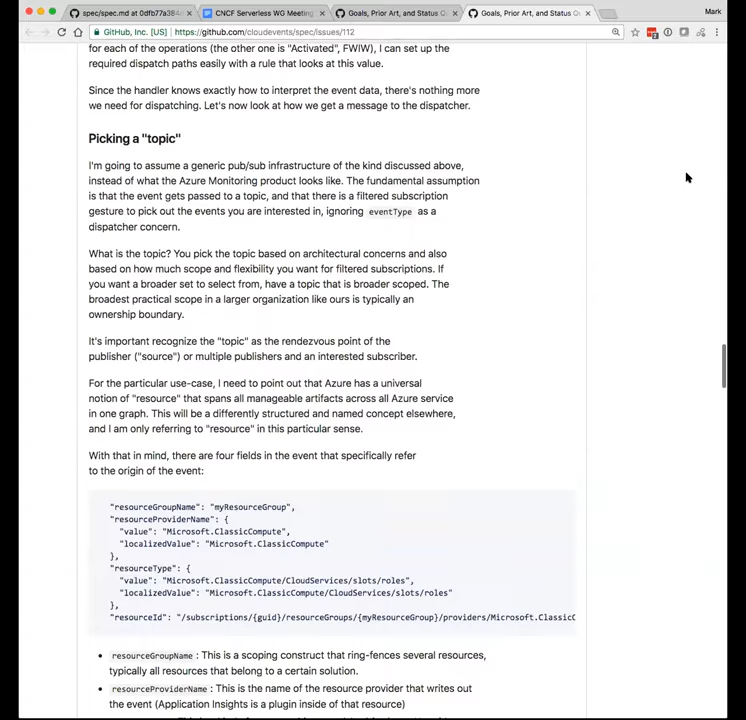 spec/spec.md at 0dfb77a384
CNCF Serverless WG Meeting
Goals, Prior Art, and Status O
Goals, Prior Art, and Status O
Mark
GitHub, Inc. [US] | https://github.com/cloudevents/spec/issues/112
for each of the operations (the other one is "Activated", FWIW), I can set up the
required dispatch paths easily with a rule that looks at this value.
Since the handler knows exactly how to interpret the event data, there's nothing more
we need for dispatching. Let's now look at how we get a message to the dispatcher.
Picking a "topic"
I'm going to assume a generic pub/sub infrastructure of the kind discussed above,
instead of what the Azure Monitoring product looks like. The fundamental assumption
is that the event gets passed to a topic, and that there is a filtered subscription
gesture to pick out the events you are interested in, ignoring eventType as a
dispatcher concern.
What is the topic? You pick the topic based on architectural concerns and also
based on how much scope and flexibility you want for filtered subscriptions. If
you want a broader set to select from, have a topic that is broader scoped. The
broadest practical scope in a larger organization like ours is typically an
ownership boundary.
It's important recognize the "topic" as the rendezvous point of the
publisher ("source") or multiple publishers and an interested subscriber.
For the particular use-case, I need to point out that Azure has a universal
notion of "resource" that spans all manageable artifacts across all Azure service
in one graph. This will be a differently structured and named concept elsewhere,
and I am only referring to "resource" in this particular sense.
With that in mind, there are four fields in the event that specifically refer
to the origin of the event:
"resourceGroupName": "myResourceGroup",
"resourceProviderName": {
"value": "Microsoft.ClassicCompute",
"localizedValue": "Microsoft.ClassicCompute"
},
"resourceType": {
"value": "Microsoft.ClassicCompute/CloudServices/slots/roles",
"localizedValue": "Microsoft.ClassicCompute/CloudServices/slots/roles"
},
"resourceId": "/subscriptions/{guid}/resourceGroups/{myResourceGroup}/providers/Microsoft.ClassicC
• resourceGroupName : This is a scoping construct that ring-fences several resources,
typically all resources that belong to a certain solution.
• resourceProviderName : This is the name of the resource provider that writes out
the event (Application Insights is a plugin inside of that resource)